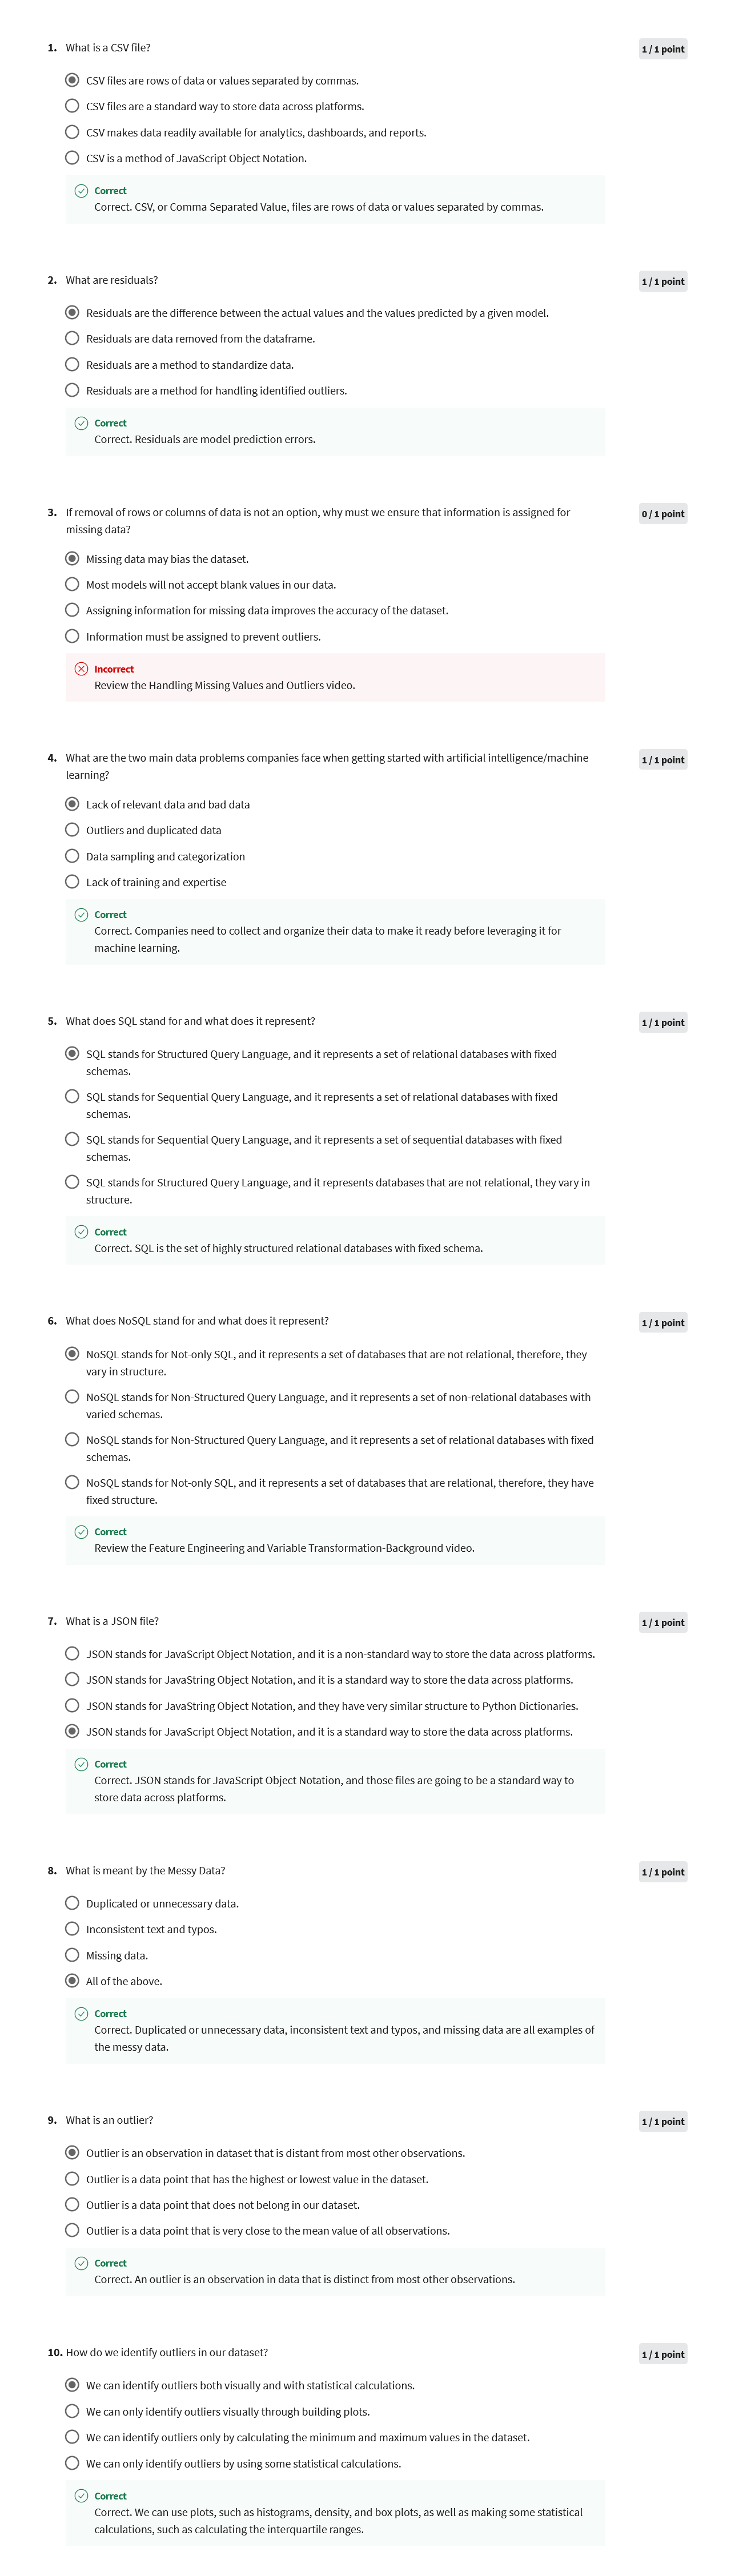 1. What is a CSV file?
1 / 1 point
CSV files are rows of data or values separated by commas.
CSV files are a standard way to store data across platforms.
CSV makes data readily available for analytics, dashboards, and reports.
CSV is a method of JavaScript Object Notation.
Correct
Correct. CSV, or Comma Separated Value, files are rows of data or values separated by commas.
2. What are residuals?
1 / 1 point
Residuals are the difference between the actual values and the values predicted by a given model.
Residuals are data removed from the dataframe.
Residuals are a method to standardize data.
Residuals are a method for handling identified outliers.
Correct
Correct. Residuals are model prediction errors.
3. If removal of rows or columns of data is not an option, why must we ensure that information is assigned for
missing data?
0 / 1 point
Missing data may bias the dataset.
Most models will not accept blank values in our data.
Assigning information for missing data improves the accuracy of the dataset.
Information must be assigned to prevent outliers.
Incorrect
Review the Handling Missing Values and Outliers video.
4. What are the two main data problems companies face when getting started with artificial intelligence/machine
learning?
1 / 1 point
Lack of relevant data and bad data
Outliers and duplicated data
Data sampling and categorization
Lack of training and expertise
Correct
Correct. Companies need to collect and organize their data to make it ready before leveraging it for
machine learning.
5. What does SQL stand for and what does it represent?
1 / 1 point
SQL stands for Structured Query Language, and it represents a set of relational databases with fixed
schemas.
SQL stands for Sequential Query Language, and it represents a set of relational databases with fixed
schemas.
SQL stands for Sequential Query Language, and it represents a set of sequential databases with fixed
schemas.
SQL stands for Structured Query Language, and it represents databases that are not relational, they vary in
structure.
Correct
Correct. SQL is the set of highly structured relational databases with fixed schema.
6. What does NoSQL stand for and what does it represent?
1 / 1 point
NoSQL stands for Not-only SQL, and it represents a set of databases that are not relational, therefore, they
vary in structure.
NoSQL stands for Non-Structured Query Language, and it represents a set of non-relational databases with
varied schemas.
NoSQL stands for Non-Structured Query Language, and it represents a set of relational databases with fixed
schemas.
NoSQL stands for Not-only SQL, and it represents a set of databases that are relational, therefore, they have
fixed structure.
Correct
Review the Feature Engineering and Variable Transformation-Background video.
7. What is a JSON file?
1 / 1 point
JSON stands for JavaScript Object Notation, and it is a non-standard way to store the data across platforms.
JSON stands for JavaString Object Notation, and it is a standard way to store the data across platforms.
JSON stands for JavaString Object Notation, and they have very similar structure to Python Dictionaries.
JSON stands for JavaScript Object Notation, and it is a standard way to store the data across platforms.
Correct
Correct. JSON stands for JavaScript Object Notation, and those files are going to be a standard way to
store data across platforms.
8. What is meant by the Messy Data?
1 / 1 point
Duplicated or unnecessary data.
Inconsistent text and typos.
Missing data.
All of the above.
Correct
Correct. Duplicated or unnecessary data, inconsistent text and typos, and missing data are all examples of
the messy data.
9. What is an outlier?
1 / 1 point
Outlier is an observation in dataset that is distant from most other observations.
Outlier is a data point that has the highest or lowest value in the dataset.
Outlier is a data point that does not belong in our dataset.
Outlier is a data point that is very close to the mean value of all observations.
Correct
Correct. An outlier is an observation in data that is distinct from most other observations.
10. How do we identify outliers in our dataset?
1 / 1 point
We can identify outliers both visually and with statistical calculations.
We can only identify outliers visually through building plots.
We can identify outliers only by calculating the minimum and maximum values in the dataset.
We can only identify outliers by using some statistical calculations.
Correct
Correct. We can use plots, such as histograms, density, and box plots, as well as making some statistical
calculations, such as calculating the interquartile ranges.